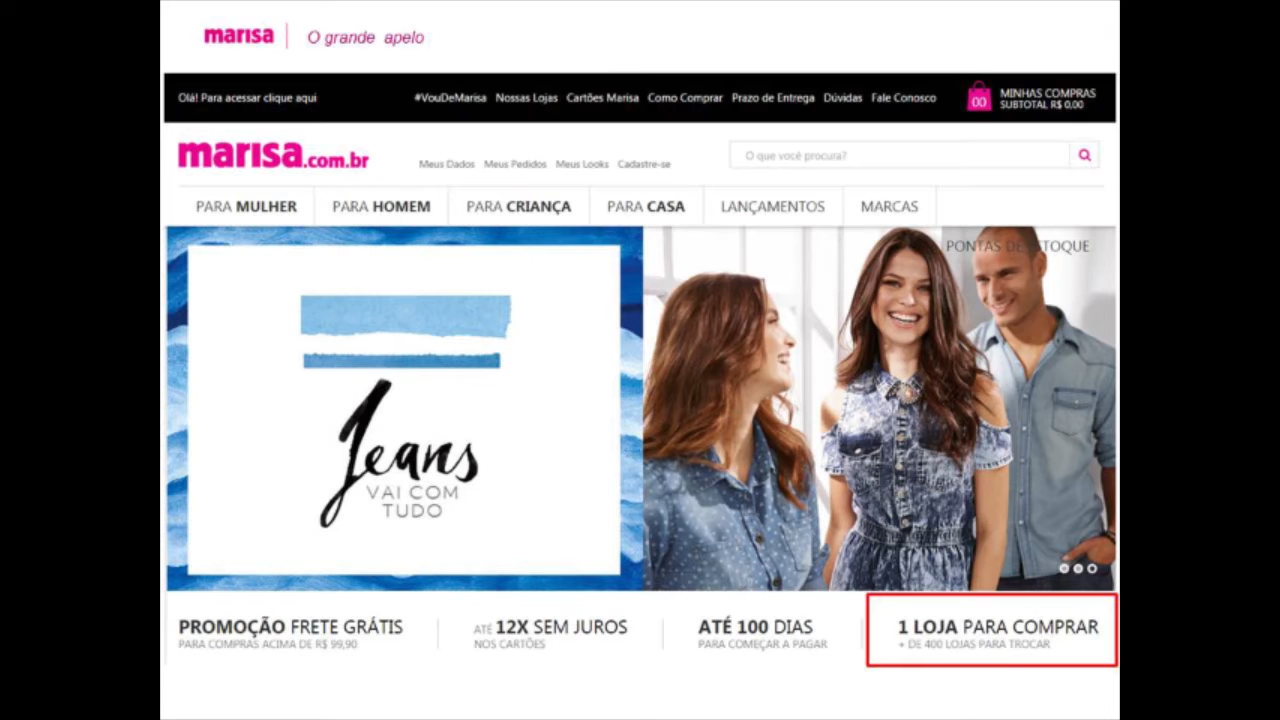 marisa
O grande apelo
Olá! Para acessar clique aqui
#VouDeMarisa Nossas Lojas Cartões Marisa Como Comprar Prazo de Entrega Dúvidas Fale Conosco
00
MINHAS COMPRAS
SUBTOTAL R$ 0,00
marisa.com.br
Meus Dados Meus Pedidos Meus Looks Cadastre-se
O que você procura?
PARA MULHER PARA HOMEM PARA CRIANÇA PARA CASA LANÇAMENTOS MARCAS
PONTAS DE ESTOQUE
Jeans
VAI COM
TUDO
PROMOÇÃO FRETE GRÁTIS
PARA COMPRAS ACIMA DE R$ 99,90
ATÉ 12X SEM JUROS
NOS CARTÕES
ATÉ 100 DIAS
PARA COMEÇAR A PAGAR
1 LOJA PARA COMPRAR
+ DE 400 LOJAS PARA TROCAR